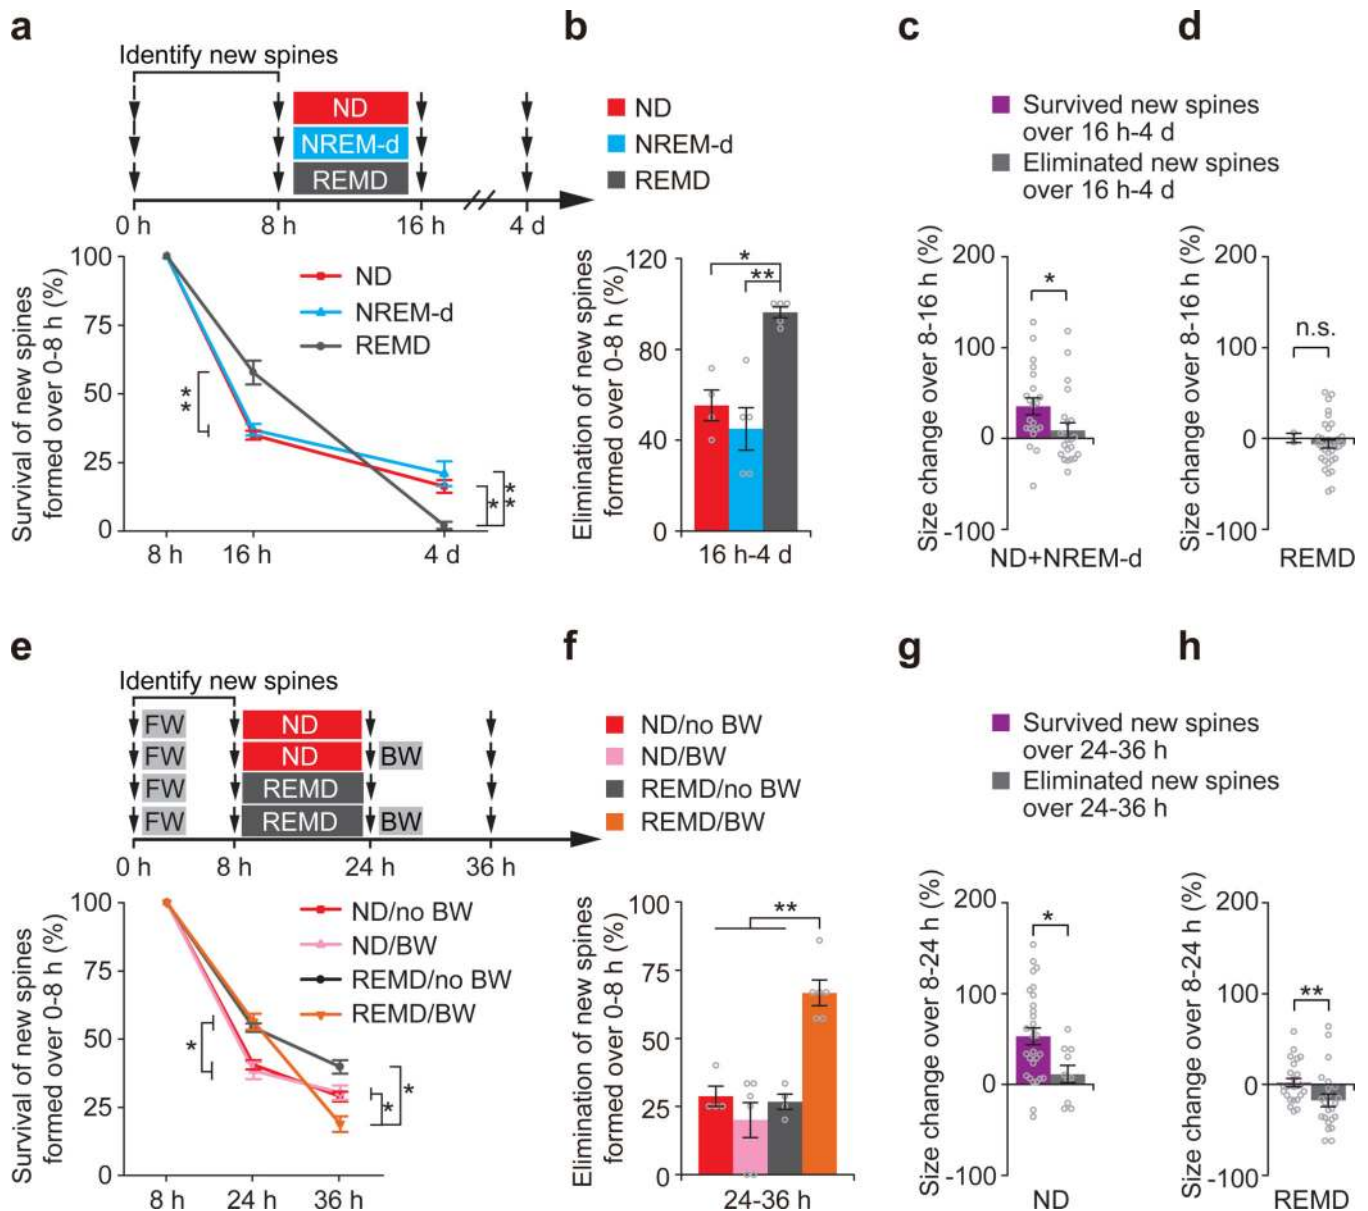 a
b
c
d
Identify new spines
ND
NREM-d
REMD
0 h
8 h
16 h
4 d
ND
NREM-d
REMD
Survived new spines
over 16 h-4 d
Eliminated new spines
over 16 h-4 d
Survival of new spines
formed over 0-8 h (%)
100
75
50
25
0
ND
NREM-d
REMD
**
*
**
8 h
16 h
4 d
Elimination of new spines
formed over 0-8 h (%)
120
80
40
0
*
**
16 h-4 d
Size change over 8-16 h (%)
200
100
0
-100
*
ND+NREM-d
Size change over 8-16 h (%)
200
100
0
-100
n.s.
REMD
e
f
g
h
Identify new spines
FW
ND
FW
ND
BW
FW
REMD
FW
REMD
BW
0 h
8 h
24 h
36 h
ND/no BW
ND/BW
REMD/no BW
REMD/BW
Survived new spines
over 24-36 h
Eliminated new spines
over 24-36 h
Survival of new spines
formed over 0-8 h (%)
100
75
50
25
0
ND/no BW
ND/BW
REMD/no BW
REMD/BW
*
*
*
8 h
24 h
36 h
Elimination of new spines
formed over 0-8 h (%)
100
75
50
25
0
**
24-36 h
Size change over 8-24 h (%)
200
100
0
-100
*
ND
Size change over 8-24 h (%)
200
100
0
-100
**
REMD